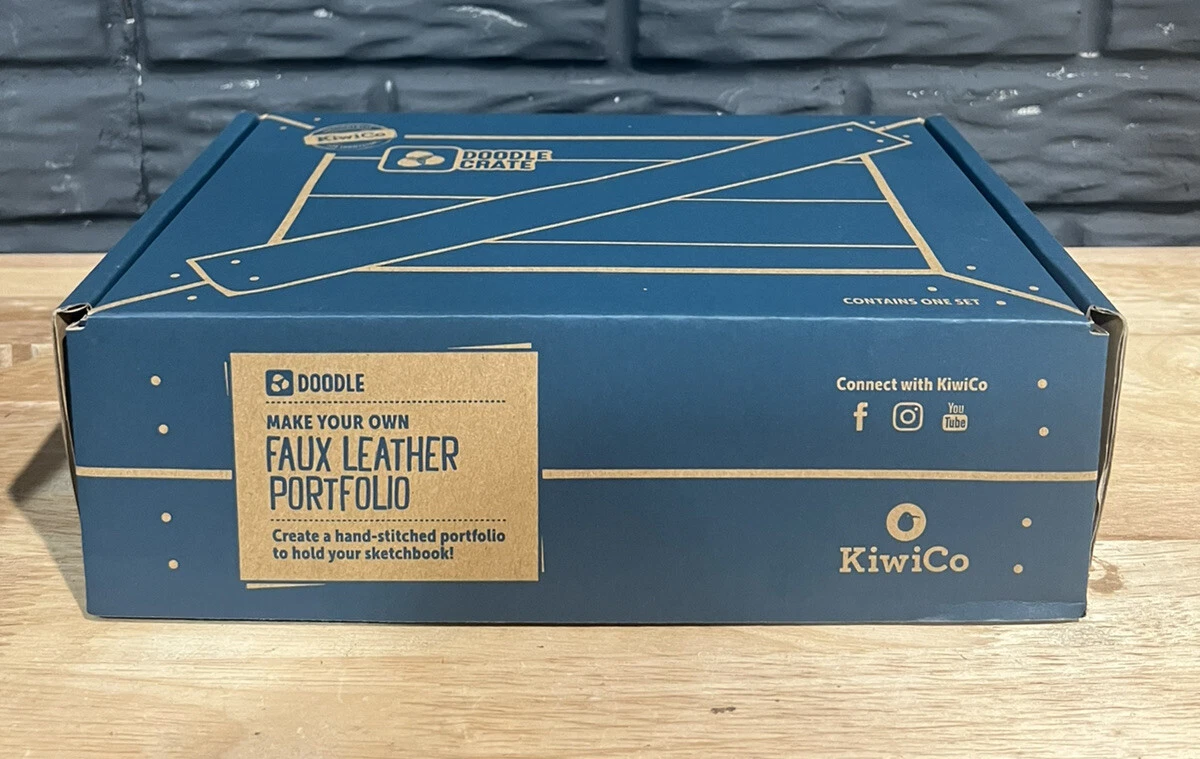 KiwiCo
DOODLE
CRATE
CONTAINS ONE SET
DOODLE
MAKE YOUR OWN
FAUX LEATHER
PORTFOLIO
Create a hand-stitched portfolio
to hold your sketchbook!
Connect with KiwiCo
f
You
Tube
KiwiCo